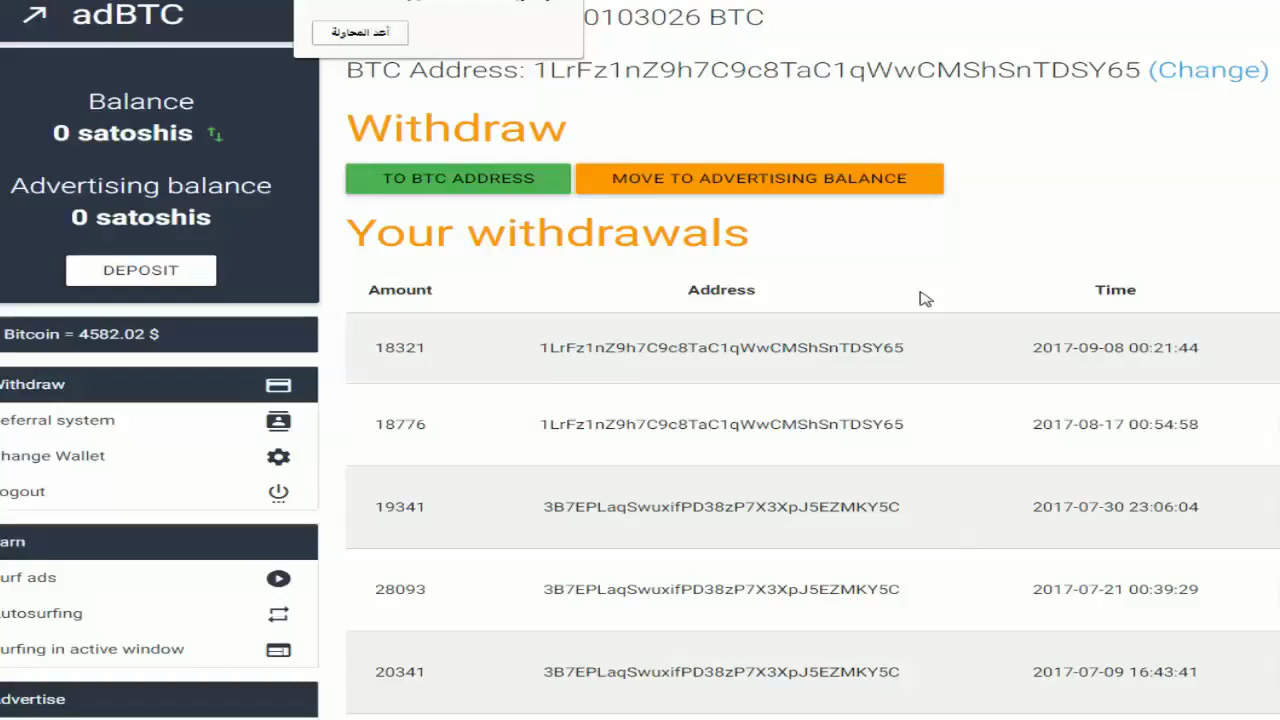 adBTC
أعد المحاولة
0103026 BTC
BTC Address: 1LrFz1nZ9h7C9c8TaC1qWwCMShSnTDSY65 (Change)
Balance
0 satoshis
Advertising balance
0 satoshis
DEPOSIT
Bitcoin = 4582.02 $
Withdraw
eferral system
hange Wallet
ogout
arn
urf ads
utosurfing
urfing in active window
dvertise
Withdraw
TO BTC ADDRESS MOVE TO ADVERTISING BALANCE
Your withdrawals
Amount Address Time
18321 1LrFz1nZ9h7C9c8TaC1qWwCMShSnTDSY65 2017-09-08 00:21:44
18776 1LrFz1nZ9h7C9c8TaC1qWwCMShSnTDSY65 2017-08-17 00:54:58
19341 3B7EPLaqSwuxifPD38zP7X3XpJ5EZMKY5C 2017-07-30 23:06:04
28093 3B7EPLaqSwuxifPD38zP7X3XpJ5EZMKY5C 2017-07-21 00:39:29
20341 3B7EPLaqSwuxifPD38zP7X3XpJ5EZMKY5C 2017-07-09 16:43:41